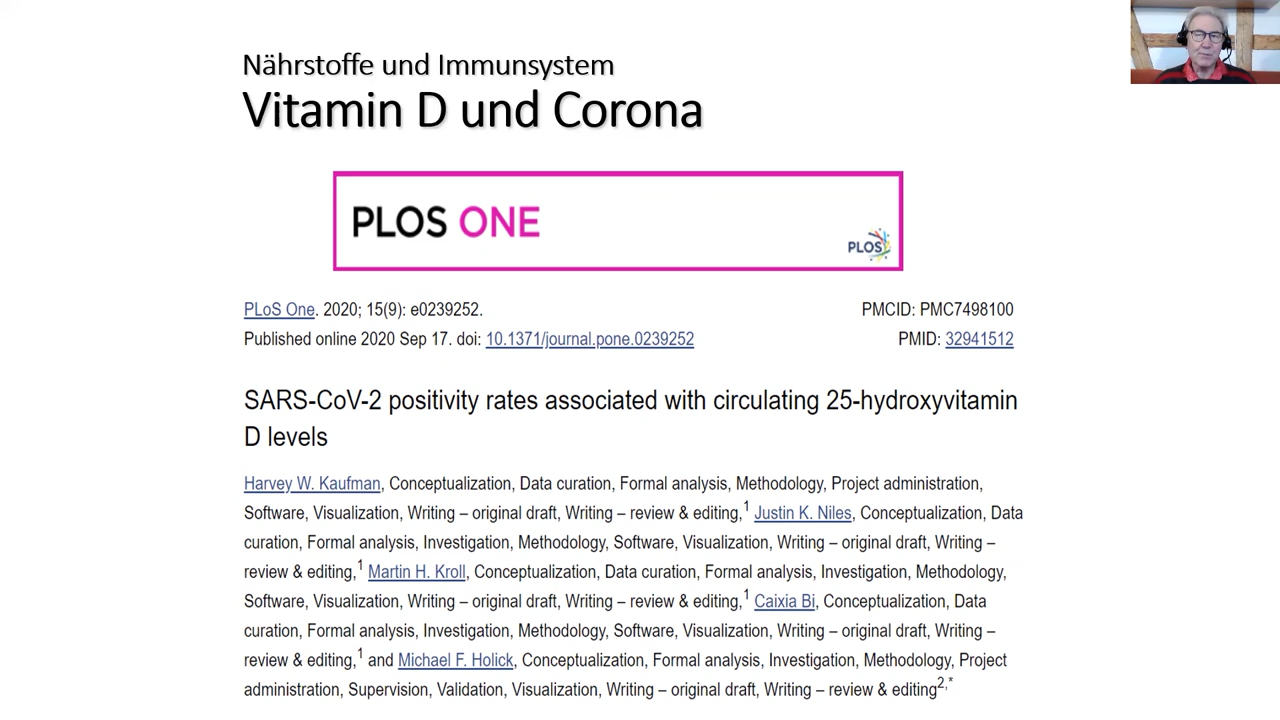 Nährstoffe und Immunsystem
Vitamin D und Corona
PLOS ONE
PLOS
PLoS One. 2020; 15(9): e0239252. PMCID: PMC7498100
Published online 2020 Sep 17. doi: 10.1371/journal.pone.0239252 PMID: 32941512
SARS-CoV-2 positivity rates associated with circulating 25-hydroxyvitamin
D levels
Harvey W. Kaufman, Conceptualization, Data curation, Formal analysis, Methodology, Project administration,
Software, Visualization, Writing – original draft, Writing – review & editing,1 Justin K. Niles, Conceptualization, Data
curation, Formal analysis, Investigation, Methodology, Software, Visualization, Writing – original draft, Writing –
review & editing,1 Martin H. Kroll, Conceptualization, Data curation, Formal analysis, Investigation, Methodology,
Software, Visualization, Writing – original draft, Writing – review & editing,1 Caixia Bi, Conceptualization, Data
curation, Formal analysis, Investigation, Methodology, Software, Visualization, Writing – original draft, Writing –
review & editing,1 and Michael F. Holick, Conceptualization, Formal analysis, Investigation, Methodology, Project
administration, Supervision, Validation, Visualization, Writing – original draft, Writing – review & editing2,*